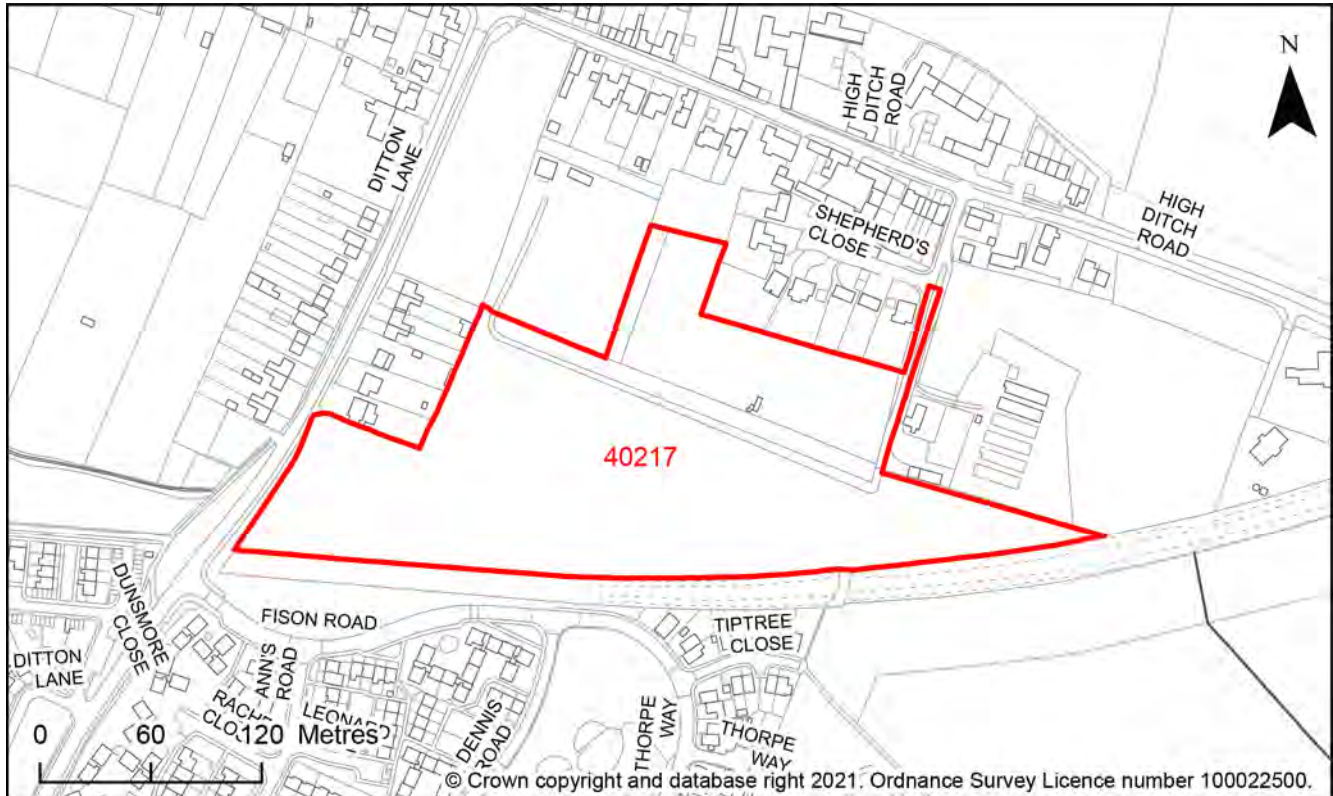 N
HIGH
DITCH
ROAD
DITTON
LANE
HIGH
DITCH
ROAD
SHEPHERD'S
CLOSE
40217
DUNSMORE
CLOSE
FISON ROAD
TIPTREE
CLOSE
DITTON
LANE
ANN'S
ROAD
LEONARD
DENNIS
ROAD
THORPE
WAY
THORPE
WAY
0 60 120 Metres
© Crown copyright and database right 2021. Ordnance Survey Licence number 100022500.